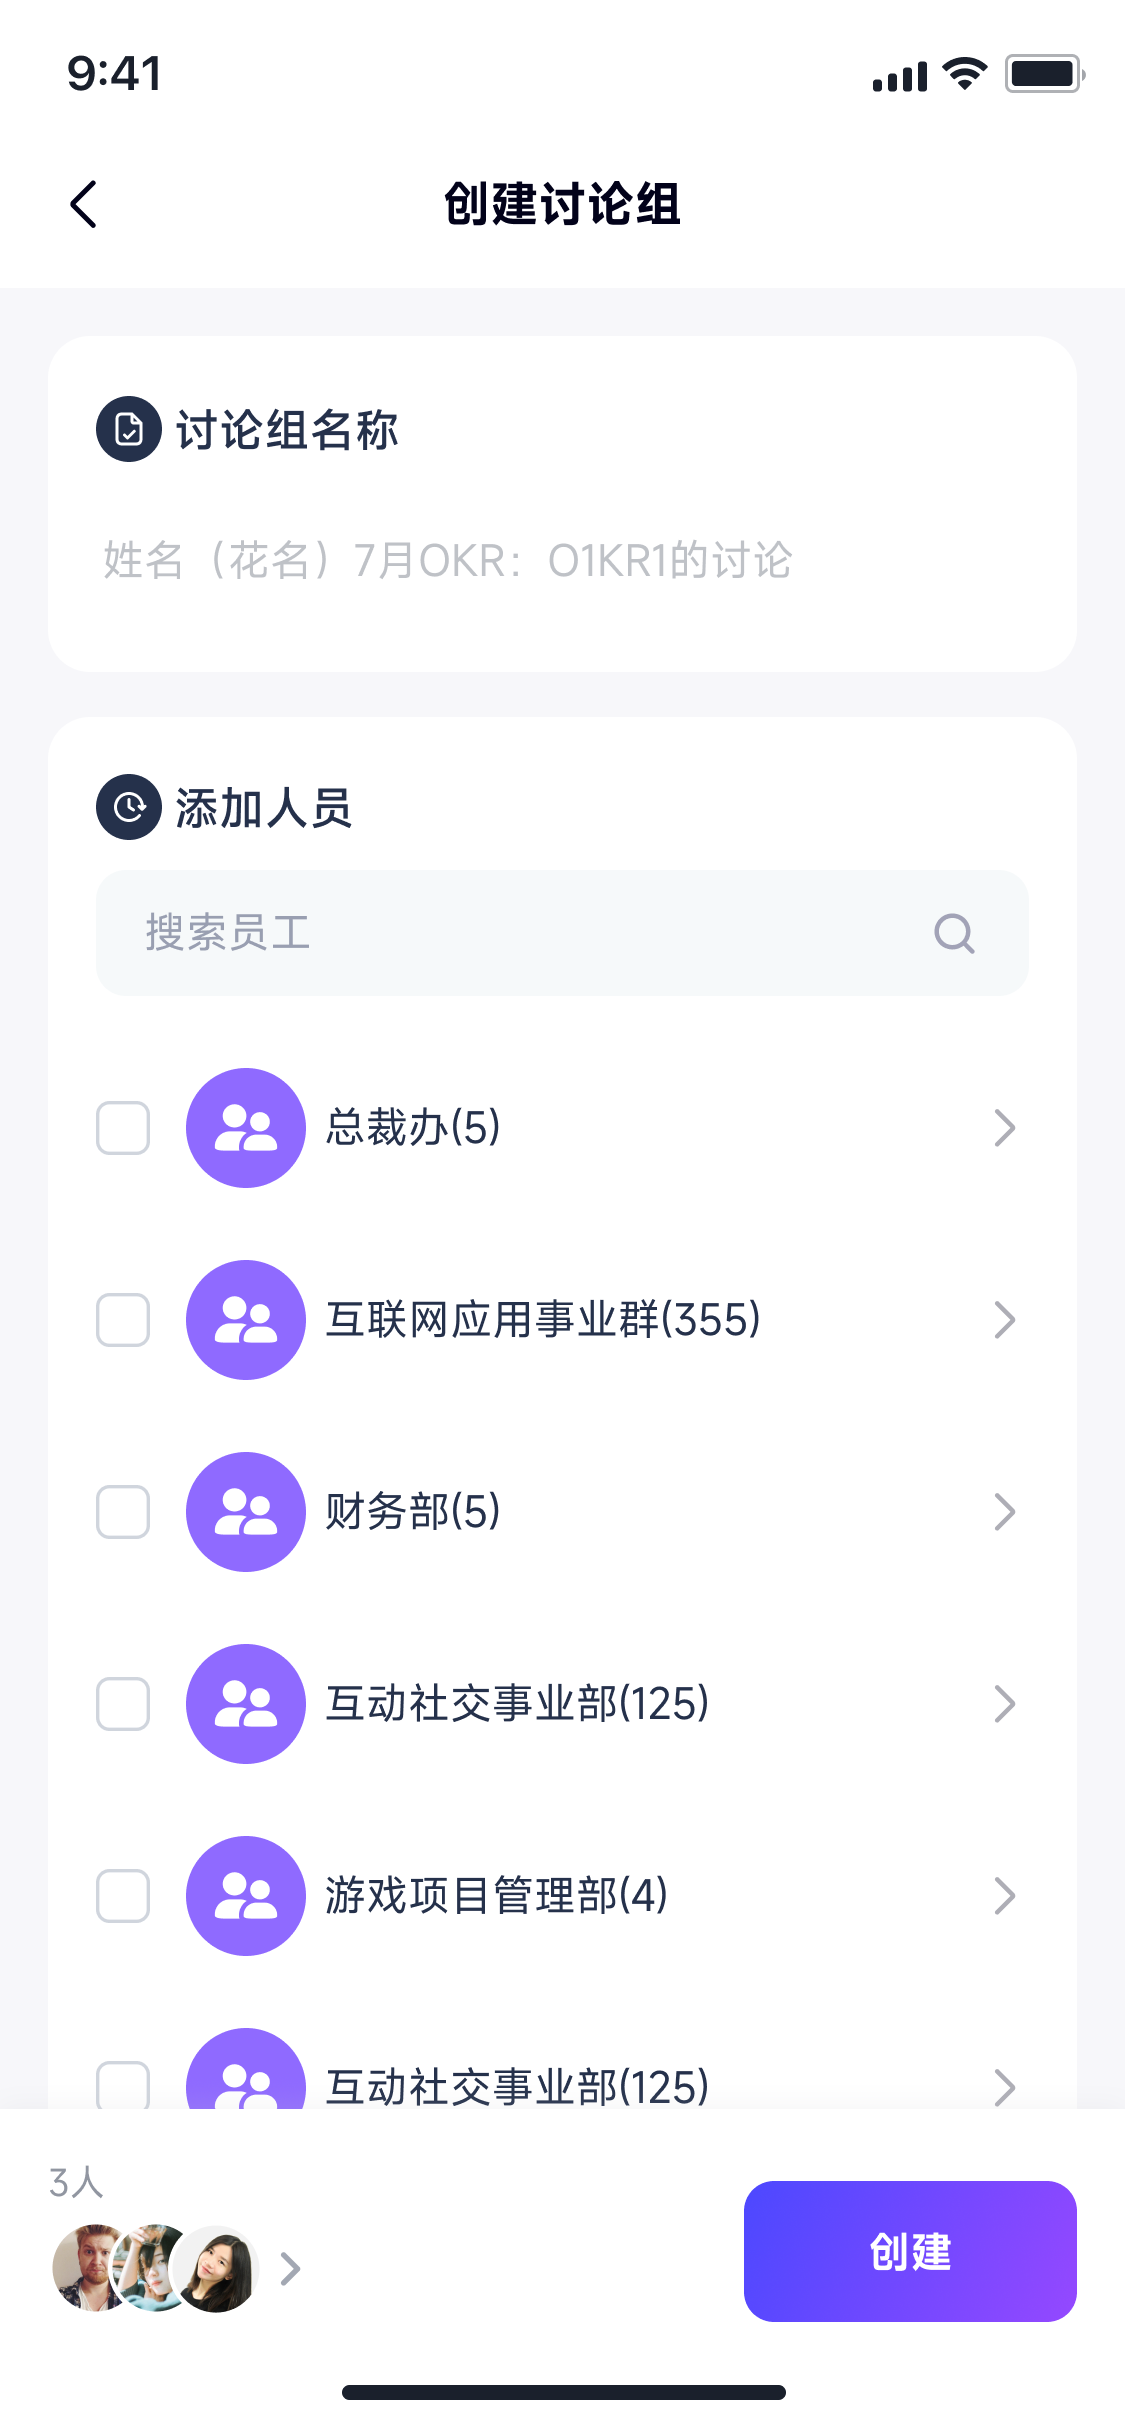 9:41
创建讨论组
讨论组名称
姓名（花名）7月OKR：O1KR1的讨论
添加人员
搜索员工
总裁办(5)
互联网应用事业群(355)
财务部(5)
互动社交事业部(125)
游戏项目管理部(4)
互动社交事业部(125)
3人
创建